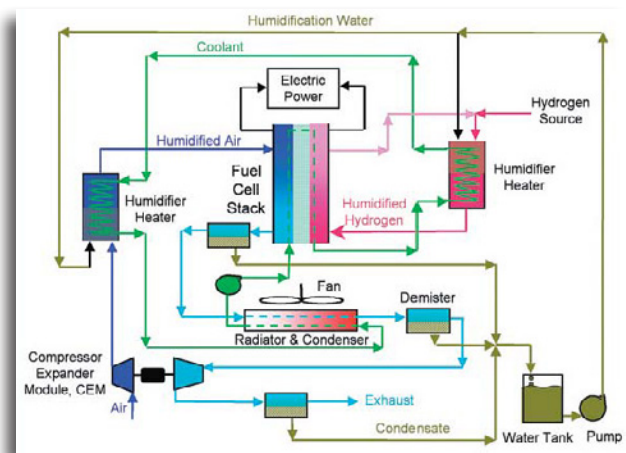 Humidification Water
Coolant
Electric
Power
Hydrogen
Source
Humidified Air
Fuel
Cell
Stack
Humidifier
Heater
Humidified
Hydrogen
Humidifier
Heater
Fan
Demister
Radiator & Condenser
Compressor
Expander
Module, CEM
Air
Exhaust
Condensate
Water Tank
Pump